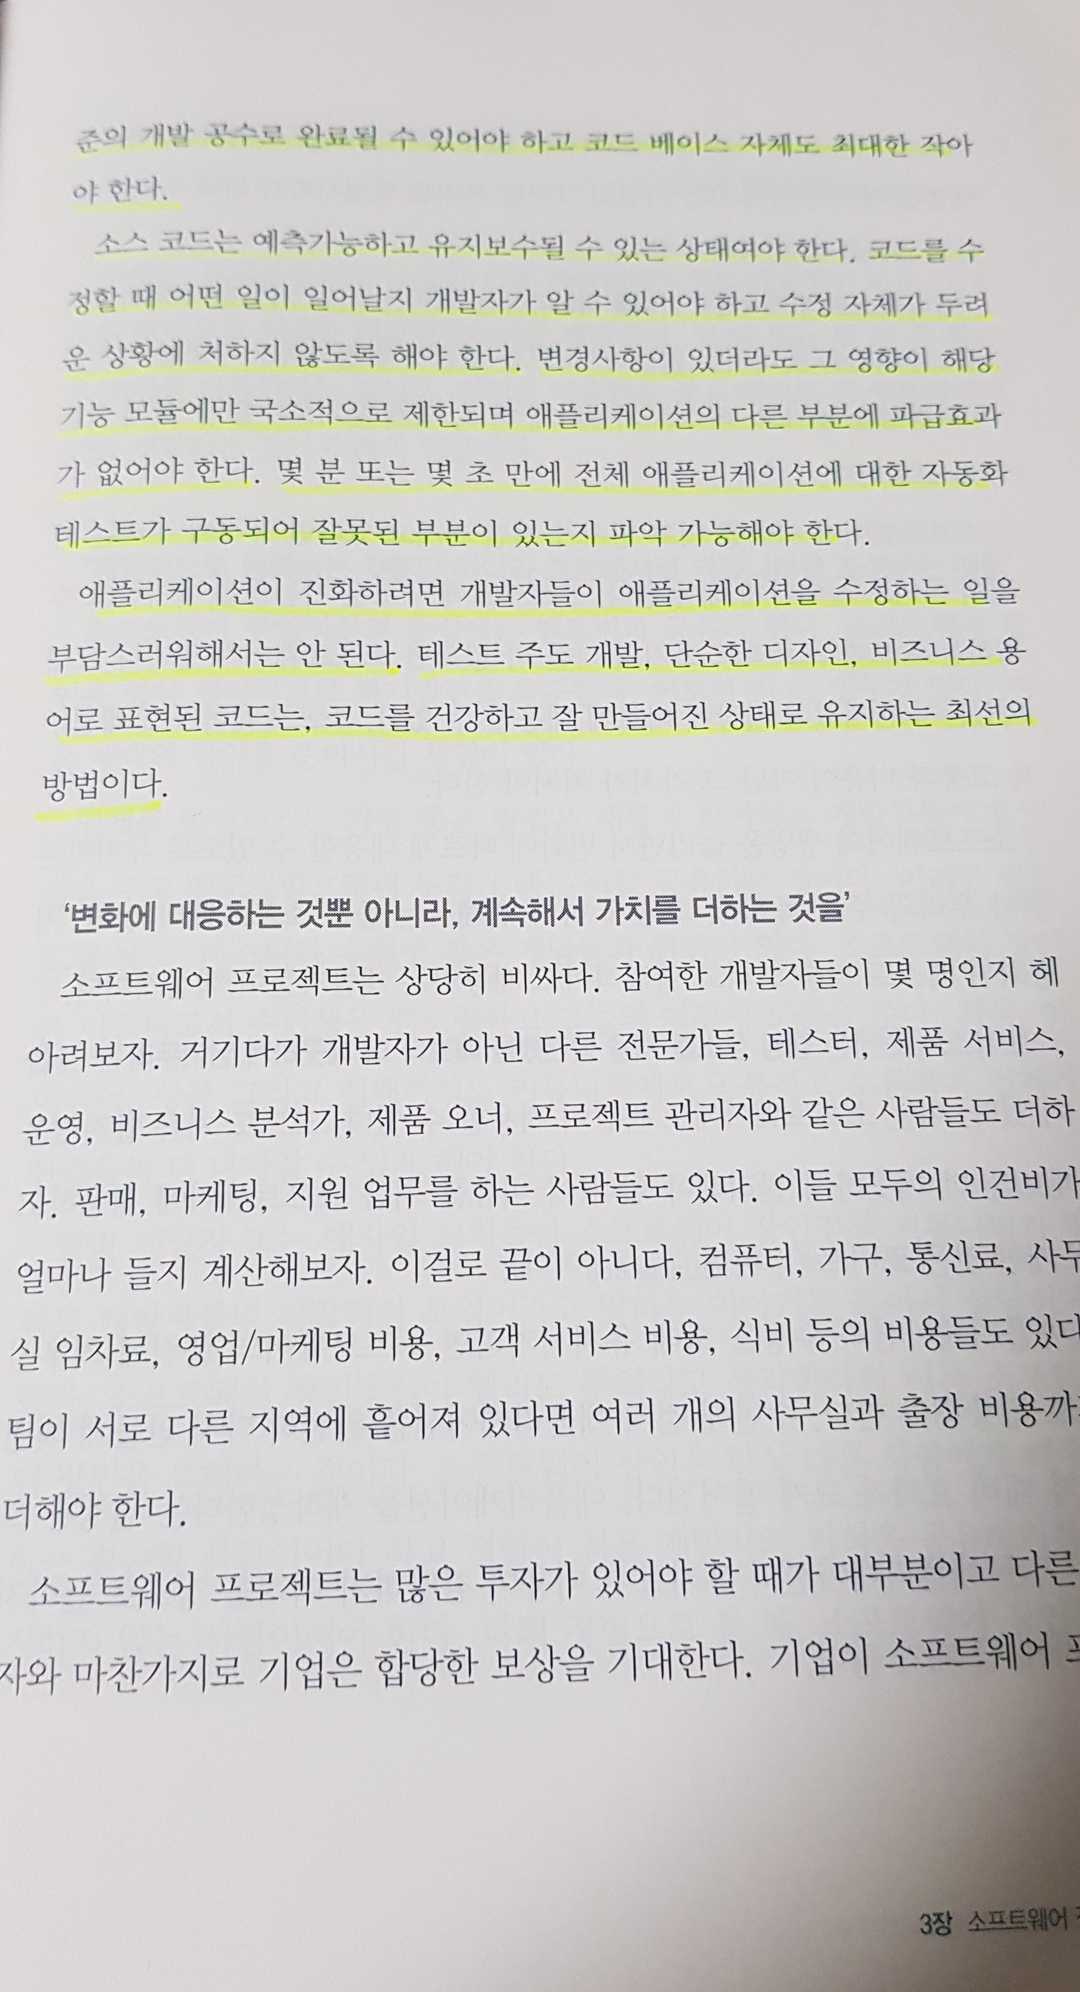 준의 개발 공수로 완료될 수 있어야 하고 코드 베이스 자체도 최대한 작아
야 한다.
소스 코드는 예측가능하고 유지보수될 수 있는 상태여야 한다. 코드를 수
정할 때 어떤 일이 일어날지 개발자가 알 수 있어야 하고 수정 자체가 두려
운 상황에 처하지 않도록 해야 한다. 변경사항이 있더라도 그 영향이 해당
기능 모듈에만 국소적으로 제한되며 애플리케이션의 다른 부분에 파급효과
가 없어야 한다. 몇 분 또는 몇 초 만에 전체 애플리케이션에 대한 자동화
테스트가 구동되어 잘못된 부분이 있는지 파악 가능해야 한다.
애플리케이션이 진화하려면 개발자들이 애플리케이션을 수정하는 일을
부담스러워해서는 안 된다. 테스트 주도 개발, 단순한 디자인, 비즈니스 용
어로 표현된 코드는, 코드를 건강하고 잘 만들어진 상태로 유지하는 최선의
방법이다.
‘변화에 대응하는 것뿐 아니라, 계속해서 가치를 더하는 것을’
소프트웨어 프로젝트는 상당히 비싸다. 참여한 개발자들이 몇 명인지 헤
아려보자. 거기다가 개발자가 아닌 다른 전문가들, 테스터, 제품 서비스,
운영, 비즈니스 분석가, 제품 오너, 프로젝트 관리자와 같은 사람들도 더하
자. 판매, 마케팅, 지원 업무를 하는 사람들도 있다. 이들 모두의 인건비가
얼마나 들지 계산해보자. 이걸로 끝이 아니다, 컴퓨터, 가구, 통신료, 사무
실 임차료, 영업/마케팅 비용, 고객 서비스 비용, 식비 등의 비용들도 있다
팀이 서로 다른 지역에 흩어져 있다면 여러 개의 사무실과 출장 비용까
더해야 한다.
소프트웨어 프로젝트는 많은 투자가 있어야 할 때가 대부분이고 다른
자와 마찬가지로 기업은 합당한 보상을 기대한다. 기업이 소프트웨어
3장 소프트웨어